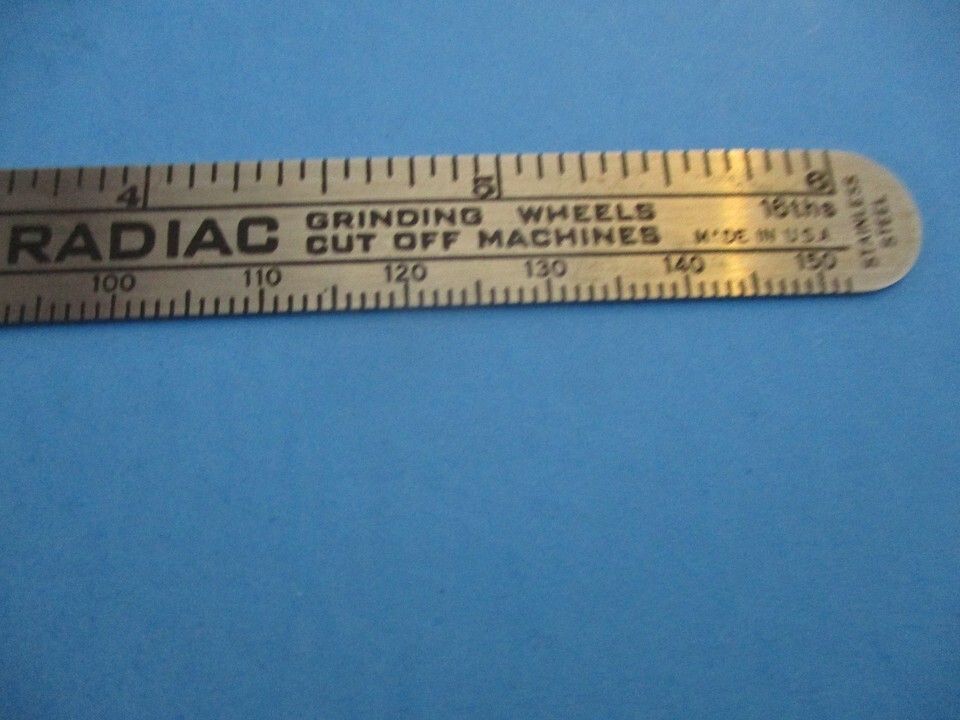 4 5 6
RADIAC GRINDING WHEELS 16ths
CUT OFF MACHINES MADE IN U.S.A
100 110 120 130 140 150
STAINLESS
STEEL